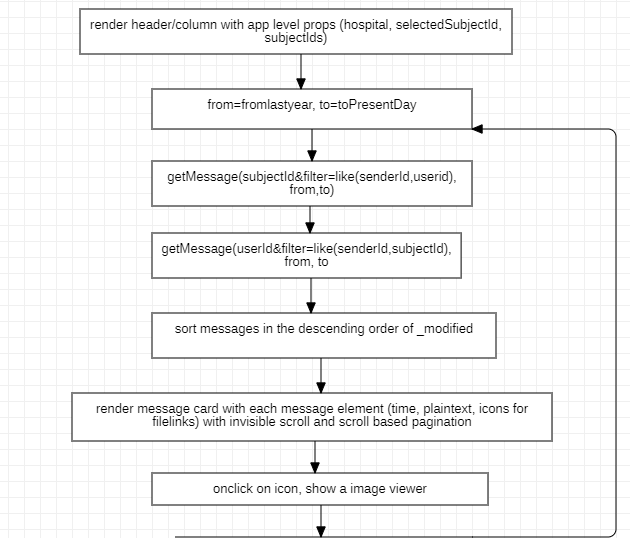 render header/column with app level props (hospital, selectedSubjectId,
subjectIds)
from=fromlastyear, to=toPresentDay
getMessage(subjectId&filter=like(senderId,userid),
from,to)
getMessage(userId&filter=like(senderId,subjectId),
from, to
sort messages in the descending order of _modified
render message card with each message element (time, plaintext, icons for
filelinks) with invisible scroll and scroll based pagination
onclick on icon, show a image viewer